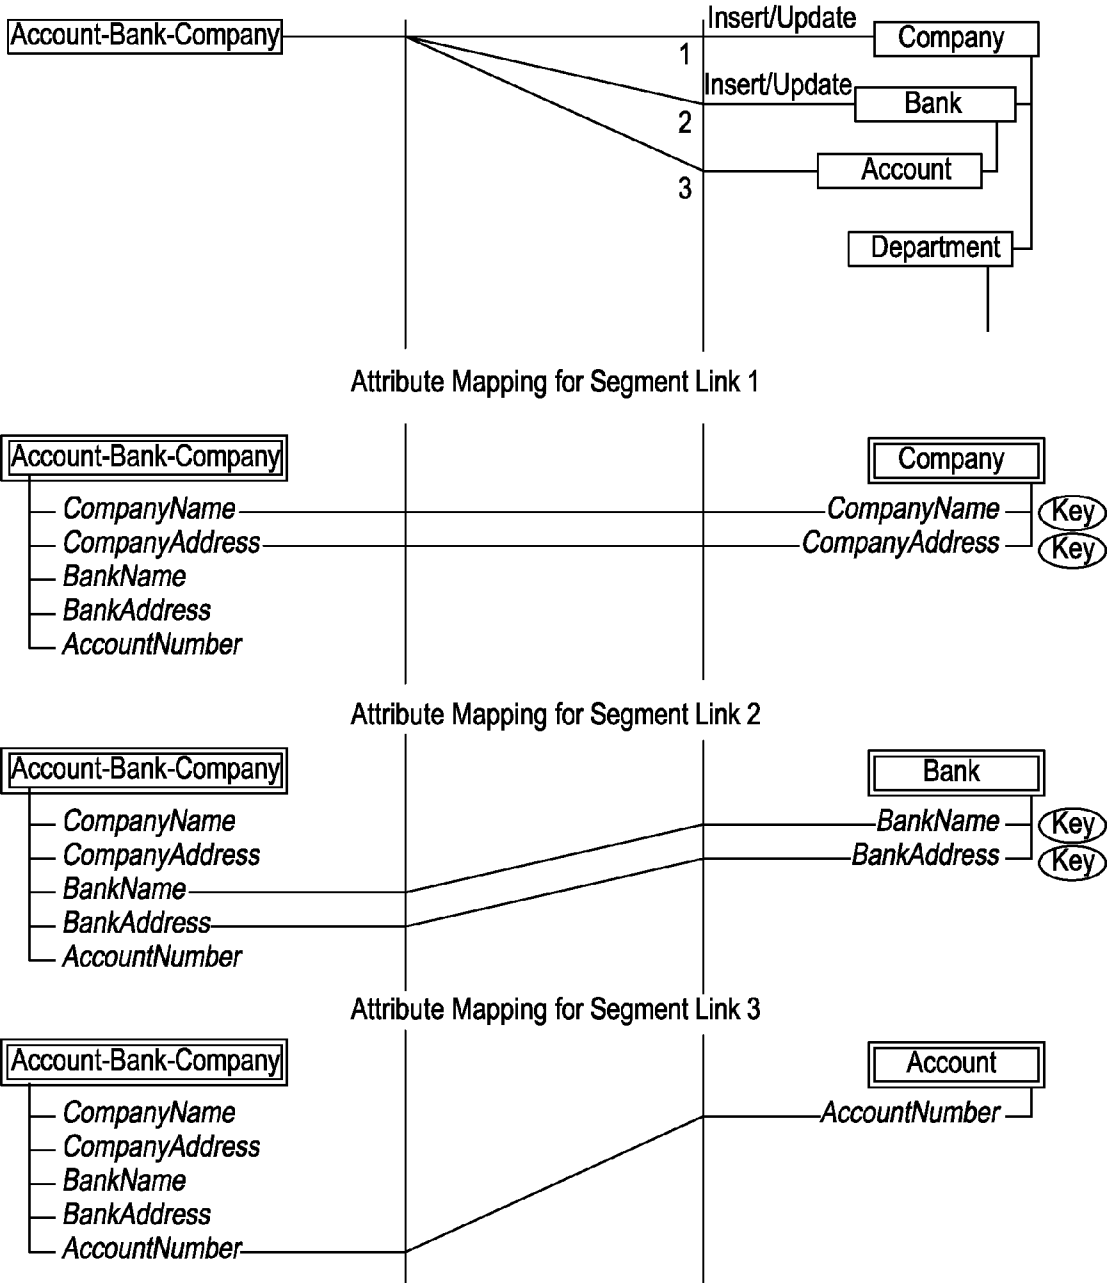 Account-Bank-Company
Insert/Update
Company
1
Insert/Update
Bank
2
Account
3
Department
Attribute Mapping for Segment Link 1
Account-Bank-Company
Company
CompanyName
CompanyName
Key
CompanyAddress
CompanyAddress
Key
BankName
BankAddress
AccountNumber
Attribute Mapping for Segment Link 2
Account-Bank-Company
Bank
CompanyName
BankName
Key
CompanyAddress
BankAddress
Key
BankName
BankAddress
AccountNumber
Attribute Mapping for Segment Link 3
Account-Bank-Company
Account
CompanyName
AccountNumber
CompanyAddress
BankName
BankAddress
AccountNumber